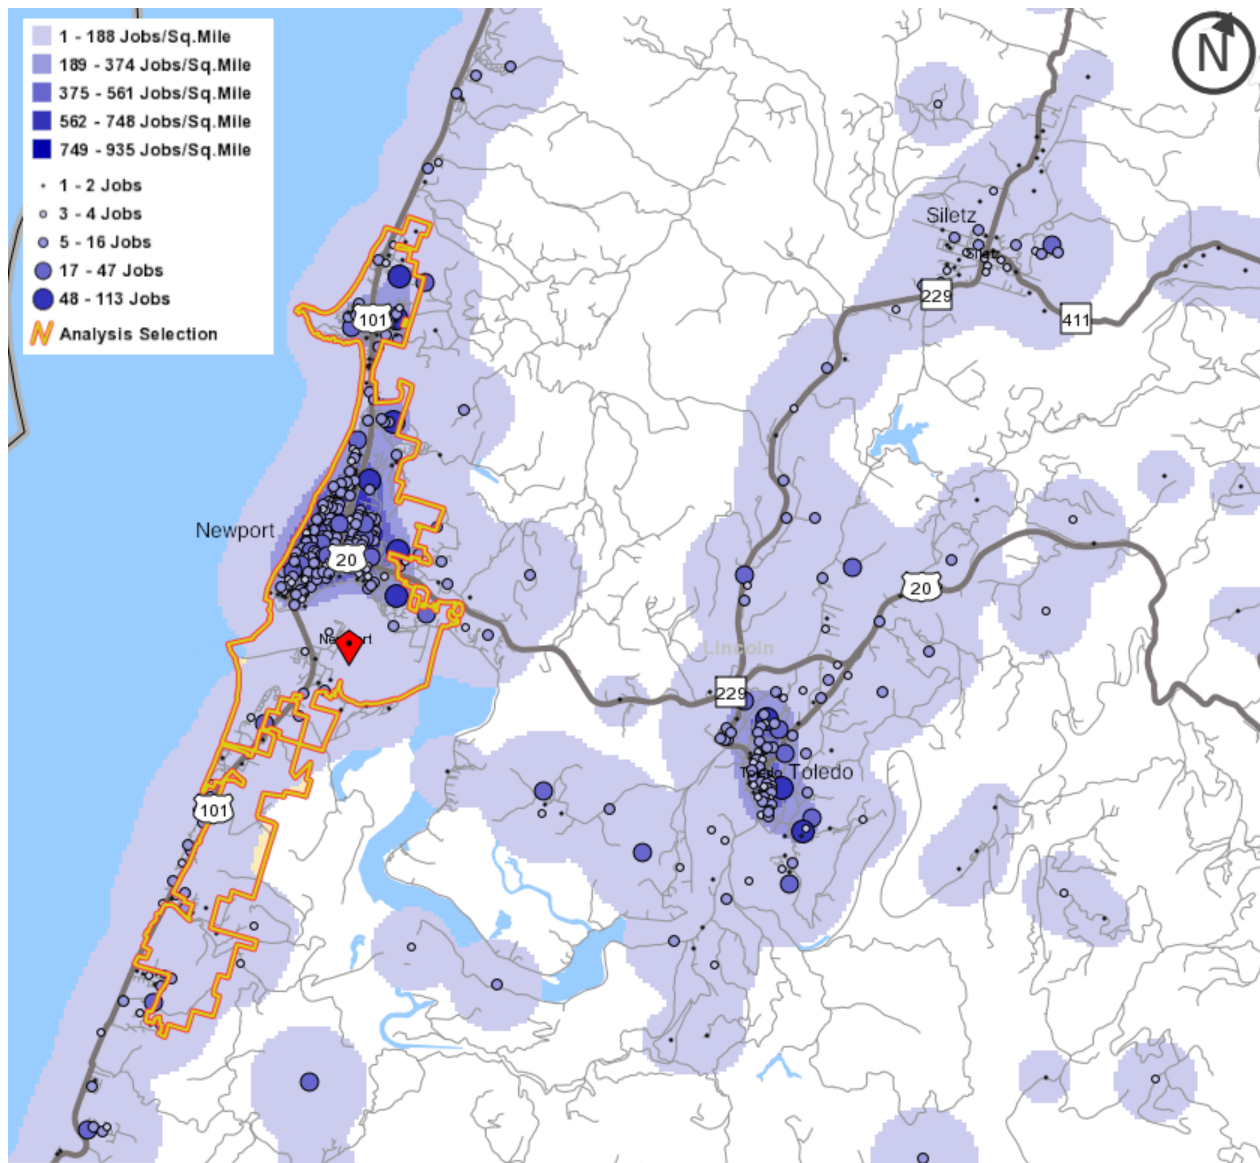 1 - 188 Jobs/Sq.Mile
189 - 374 Jobs/Sq.Mile
375 - 561 Jobs/Sq.Mile
562 - 748 Jobs/Sq.Mile
749 - 935 Jobs/Sq.Mile
1 - 2 Jobs
3 - 4 Jobs
5 - 16 Jobs
17 - 47 Jobs
48 - 113 Jobs
Analysis Selection
N
Siletz
229
411
101
Newport
20
20
Lincoln
229
Toledo
101